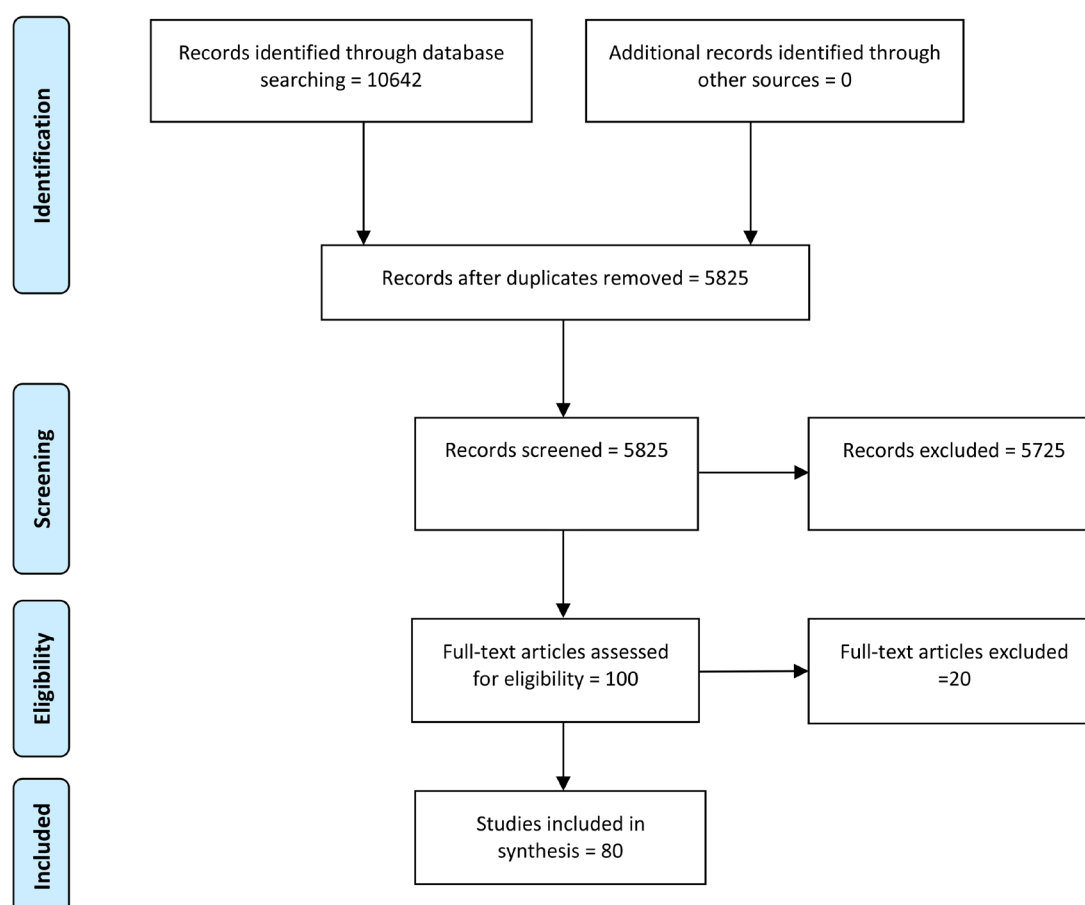 Identification
Records identified through database
searching = 10642
Additional records identified through
other sources = 0
Records after duplicates removed = 5825
Screening
Records screened = 5825
Records excluded = 5725
Eligibility
Full-text articles assessed
for eligibility = 100
Full-text articles excluded
=20
Included
Studies included in
synthesis = 80